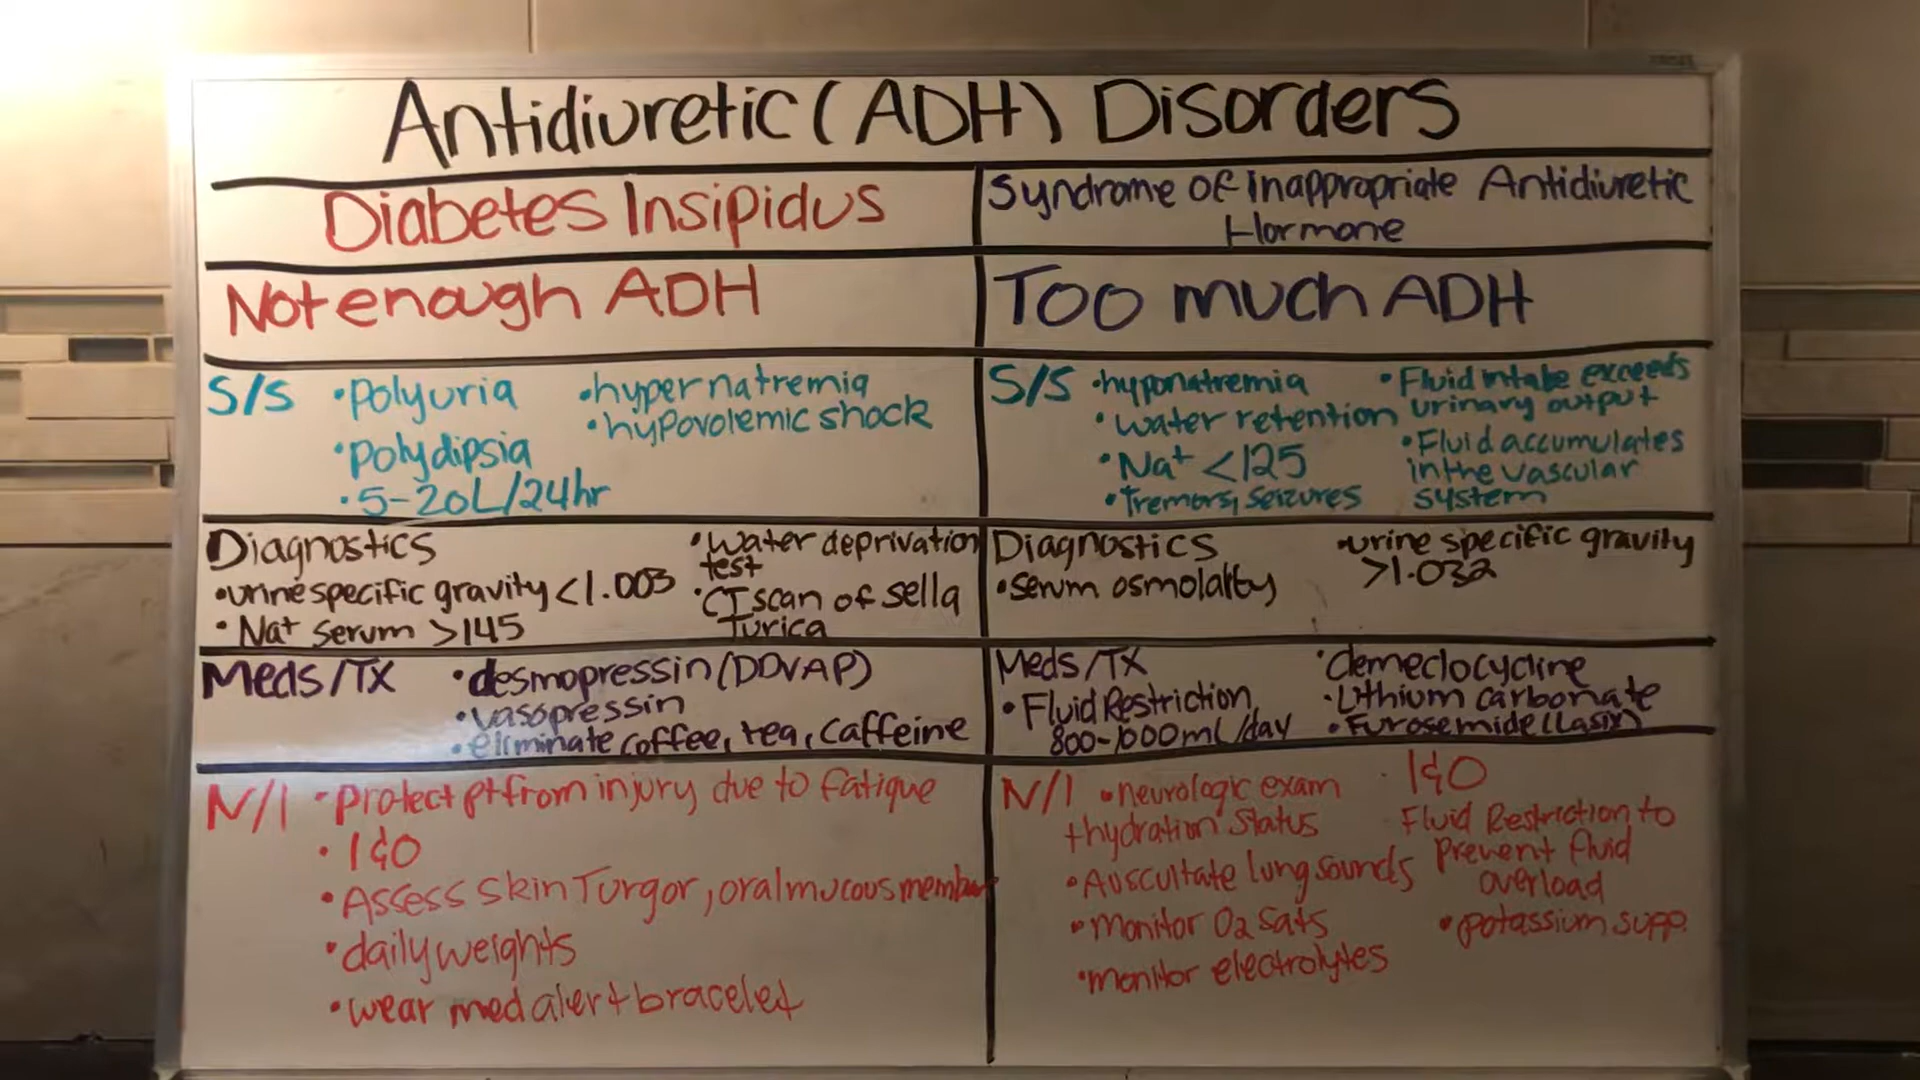 Antidiuretic (ADH) Disorders
Diabetes Insipidus
Syndrome of Inappropriate Antidiuretic
Hormone
Not enough ADH
Too much ADH
S/S
•Polyuria
•Polydipsia
•5-20L/24hr
•hypernatremia
•hypovolemic shock
S/S •hyponatremia
•Water retention
•Na+ <125
•Tremors, seizures
•Fluid intake exceeds
urinary output
•Fluid accumulates
in the vascular
system
Diagnostics
•urine specific gravity <1.003
•Na+ serum >145
•Water deprivation
test
•CT scan of sella
Turica
Diagnostics
•serum osmolality
•urine specific gravity
>1.032
Meds/TX
•desmopressin (DDVAP)
•vasopressin
•eliminate coffee, tea, caffeine
Meds/TX
•Fluid Restriction
800-1000mL/day
•demeclocycline
•Lithium carbonate
•Furosemide (Lasix)
N/I •Protect pt from injury due to fatigue
•I&O
•Assess skin Turgor, oral mucous membr
•daily weights
•wear med alert bracelet
N/I •neurologic exam
+hydration status
•Auscultate lung sounds
•Monitor O2 Sats
•monitor electrolytes
•I&O
Fluid Restriction to
Prevent fluid
overload
•potassium supp.